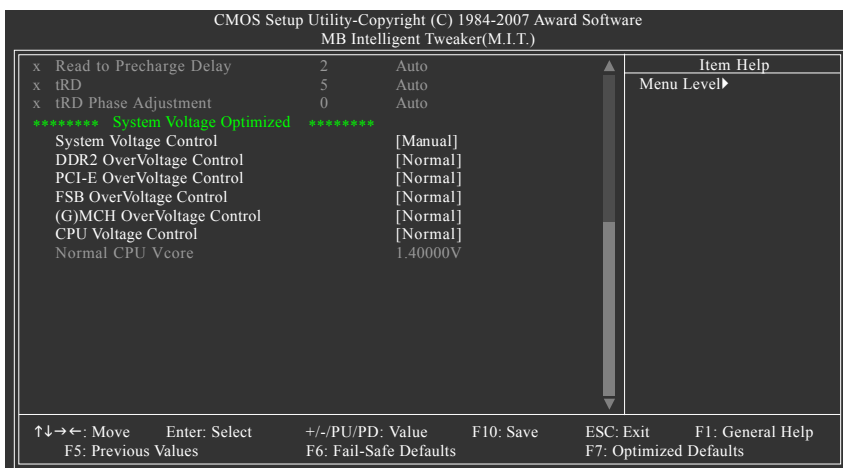 CMOS Setup Utility-Copyright (C) 1984-2007 Award Software
MB Intelligent Tweaker(M.I.T.)
x Read to Precharge Delay 2 Auto
x tRD 5 Auto
x tRD Phase Adjustment 0 Auto
******** System Voltage Optimized ********
System Voltage Control [Manual]
DDR2 OverVoltage Control [Normal]
PCI-E OverVoltage Control [Normal]
FSB OverVoltage Control [Normal]
(G)MCH OverVoltage Control [Normal]
CPU Voltage Control [Normal]
Normal CPU Vcore 1.40000V
Item Help
Menu Level▶
↑↓→←: Move Enter: Select +/-/PU/PD: Value F10: Save ESC: Exit F1: General Help
F5: Previous Values F6: Fail-Safe Defaults F7: Optimized Defaults